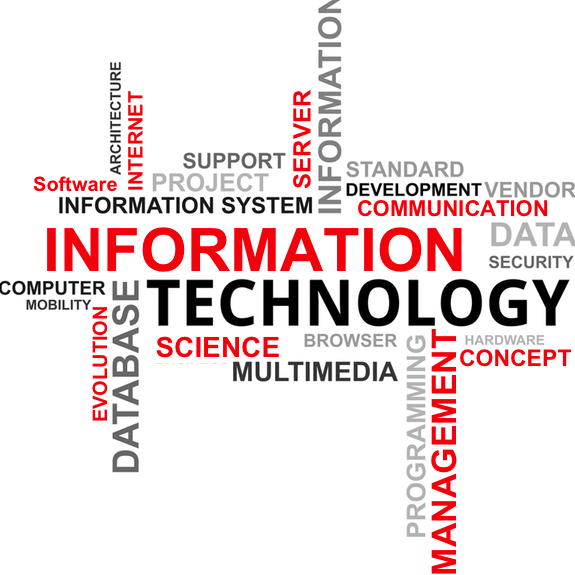 INFORMATION
ARCHITECTURE
INTERNET
SERVER
SUPPORT
STANDARD
Software
PROJECT
DEVELOPMENT
VENDOR
INFORMATION SYSTEM
COMMUNICATION
INFORMATION
DATA
SECURITY
COMPUTER
TECHNOLOGY
MOBILITY
DATABASE
EVOLUTION
SCIENCE
BROWSER
HARDWARE
MULTIMEDIA
CONCEPT
PROGRAMMING
MANAGEMENT